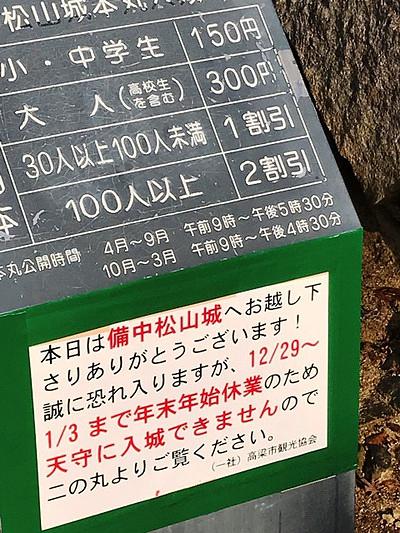 松山城本丸
小・中学生 150円
大人(高校生を含む) 300円
30人以上100人未満 1割引
100人以上 2割引
本丸公開時間 4月～9月 午前9時～午後5時30分
10月～3月 午前9時～午後4時30分
本日は備中松山城へお越し下
さりありがとうございます！
誠に恐れ入りますが、12/29～
1/3 まで年末年始休業のため
天守に入城できませんので
二の丸よりご覧ください。
(一社)高梁市観光協会